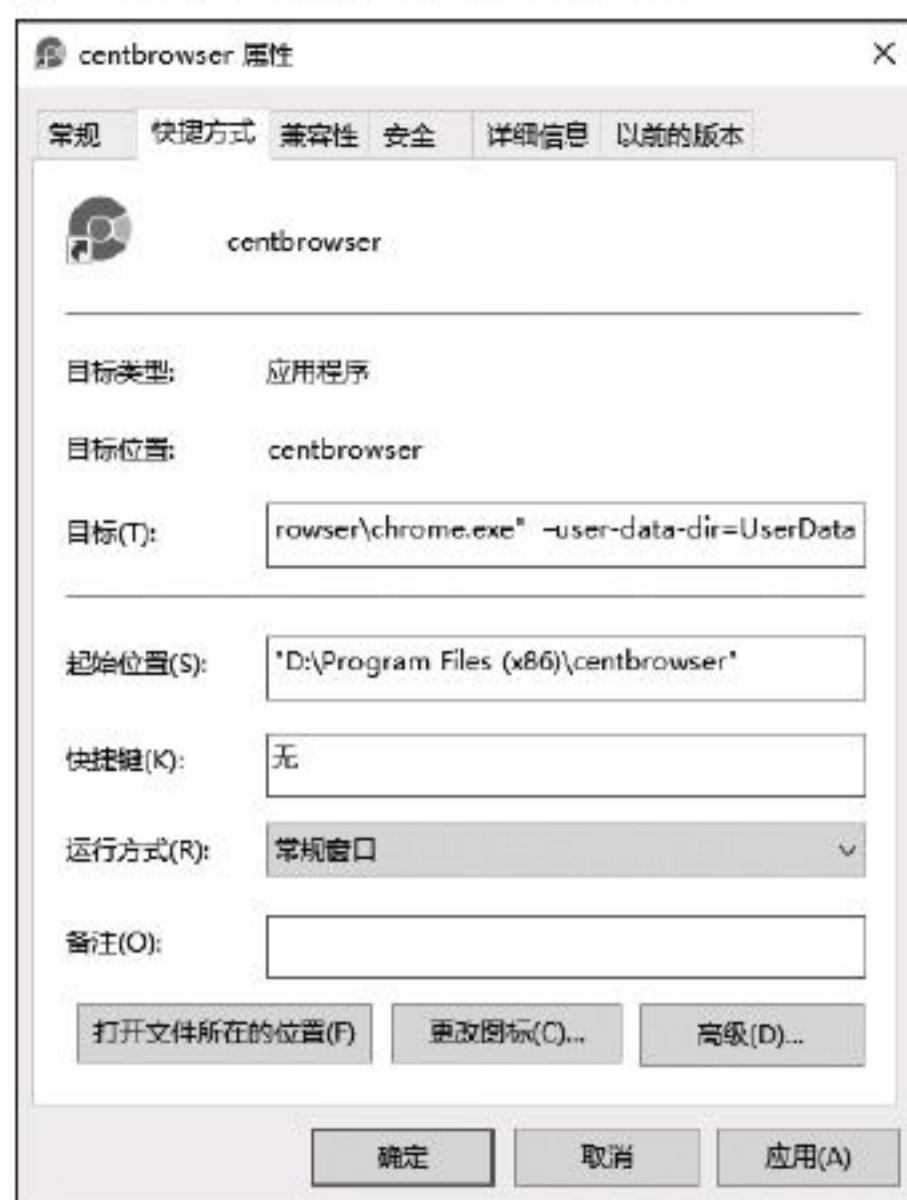 centbrowser 属性
常规 快捷方式 兼容性 安全 详细信息 以前的版本
centbrowser
目标类型: 应用程序
目标位置: centbrowser
目标(T): rowser\chrome.exe" –user-data-dir=UserData
起始位置(S): "D:\Program Files (x86)\centbrowser"
快捷键(K): 无
运行方式(R): 常规窗口
备注(O):
打开文件所在的位置(F) 更改图标(C)... 高级(D)...
确定 取消 应用(A)